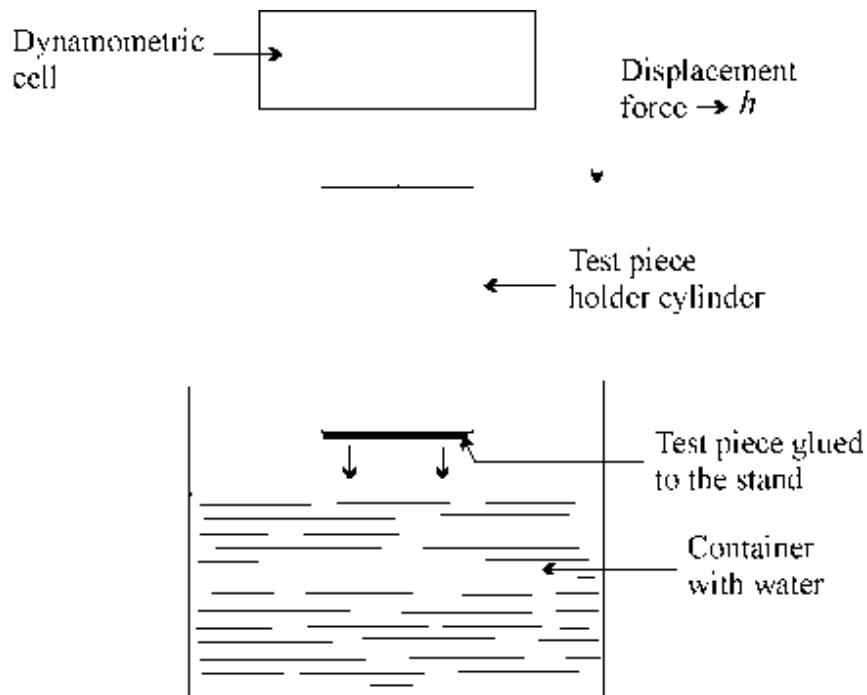 Dynamometric
cell
Displacement
force → h
Test piece
holder cylinder
Test piece glued
to the stand
Container
with water